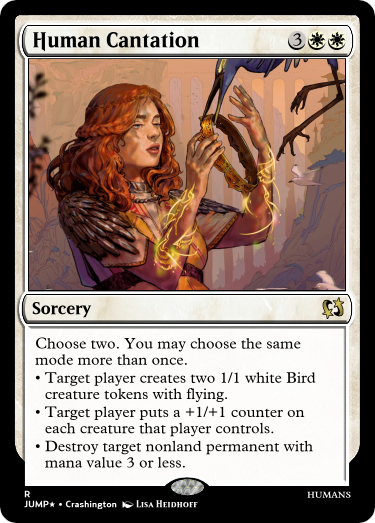 Human Cantation 3
Sorcery
Choose two. You may choose the same
mode more than once.
• Target player creates two 1/1 white Bird
creature tokens with flying.
• Target player puts a +1/+1 counter on
each creature that player controls.
• Destroy target nonland permanent with
mana value 3 or less.
R
JUMP★ • Crashington Lisa Heidhoff
HUMANS